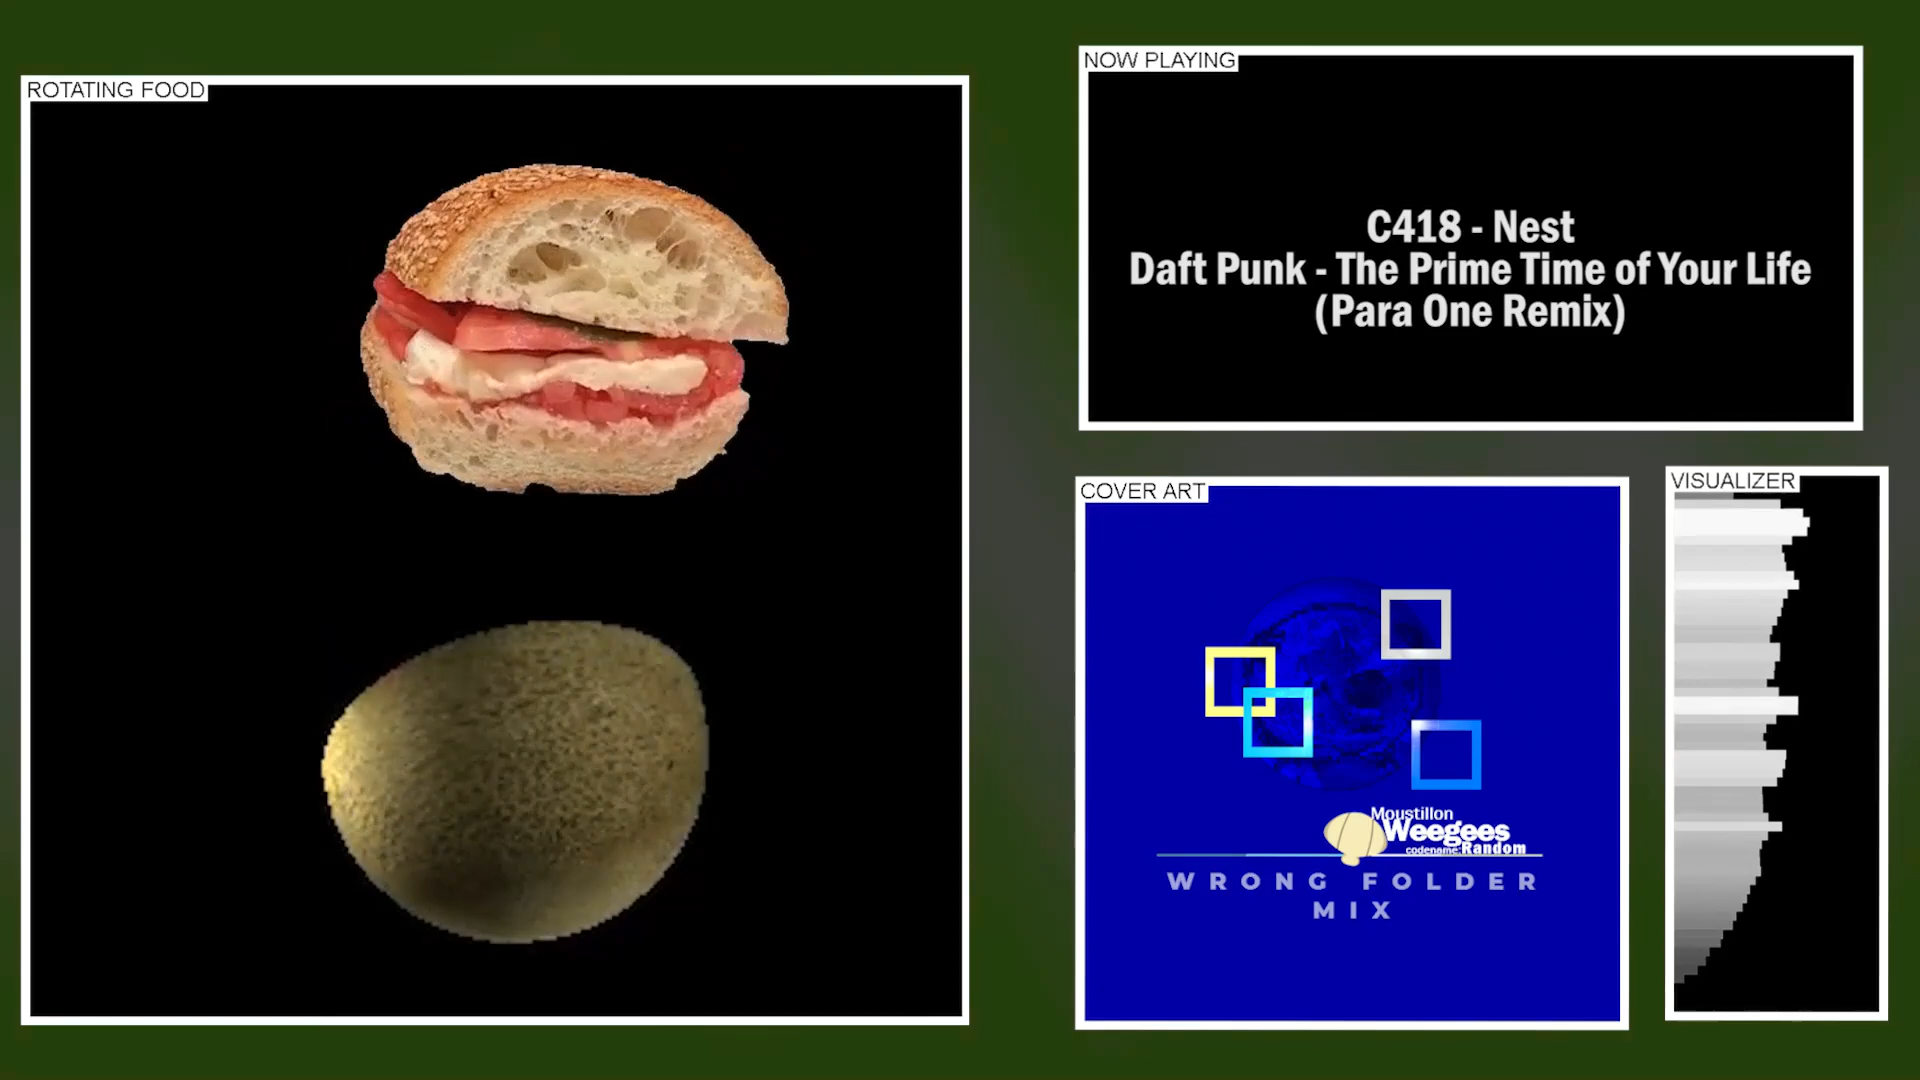 ROTATING FOOD
NOW PLAYING
C418 - Nest
Daft Punk - The Prime Time of Your Life
(Para One Remix)
COVER ART
Moustillon
Weegees
codename:Random
WRONG FOLDER
MIX
VISUALIZER